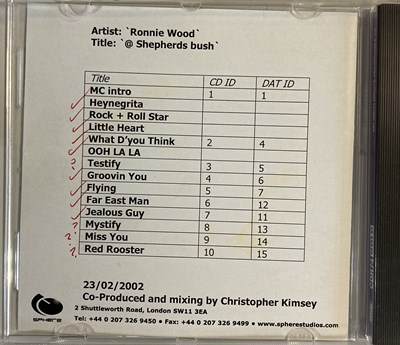 Artist: `Ronnie Wood`
Title: `@ Shepherds bush`
Title CD ID DAT ID
MC intro 1 1
Heynegrita
Rock + Roll Star
Little Heart
What D'you Think 2 4
OOH LA LA
Testify 3 5
Groovin You 4 6
Flying 5 7
Far East Man 6 12
Jealous Guy 7 11
? Mystify 8 13
? Miss You 9 14
? Red Rooster 10 15
23/02/2002
Co-Produced and mixing by Christopher Kimsey
2 Shuttleworth Road, London SW11 3EA
SPHERE
Tel: +44 0 207 326 9450 • Fax: +44 0 207 326 9499 • www.spherestudios.com